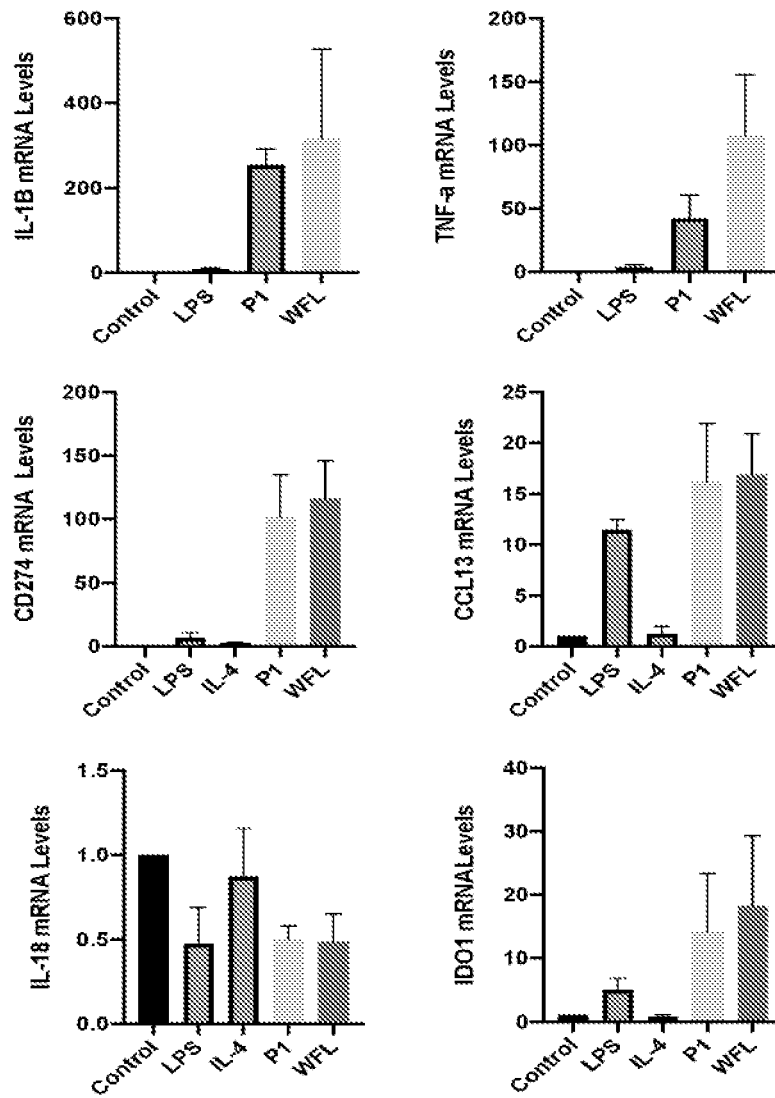 IL-1B mRNA Levels
600
400
200
0
Control
LPS
P1
WFL
TNF-a mRNA Levels
200
150
100
50
0
Control
LPS
P1
WFL
CD274 mRNA Levels
200
150
100
50
0
Control
LPS
IL-4
P1
WFL
CCL13 mRNA Levels
25
20
15
10
5
0
Control
LPS
IL-4
P1
WFL
IL-18 mRNA Levels
1.5
1.0
0.5
0.0
Control
LPS
IL-4
P1
WFL
IDO1 mRNALevels
40
30
20
10
0
Control
LPS
IL-4
P1
WFL